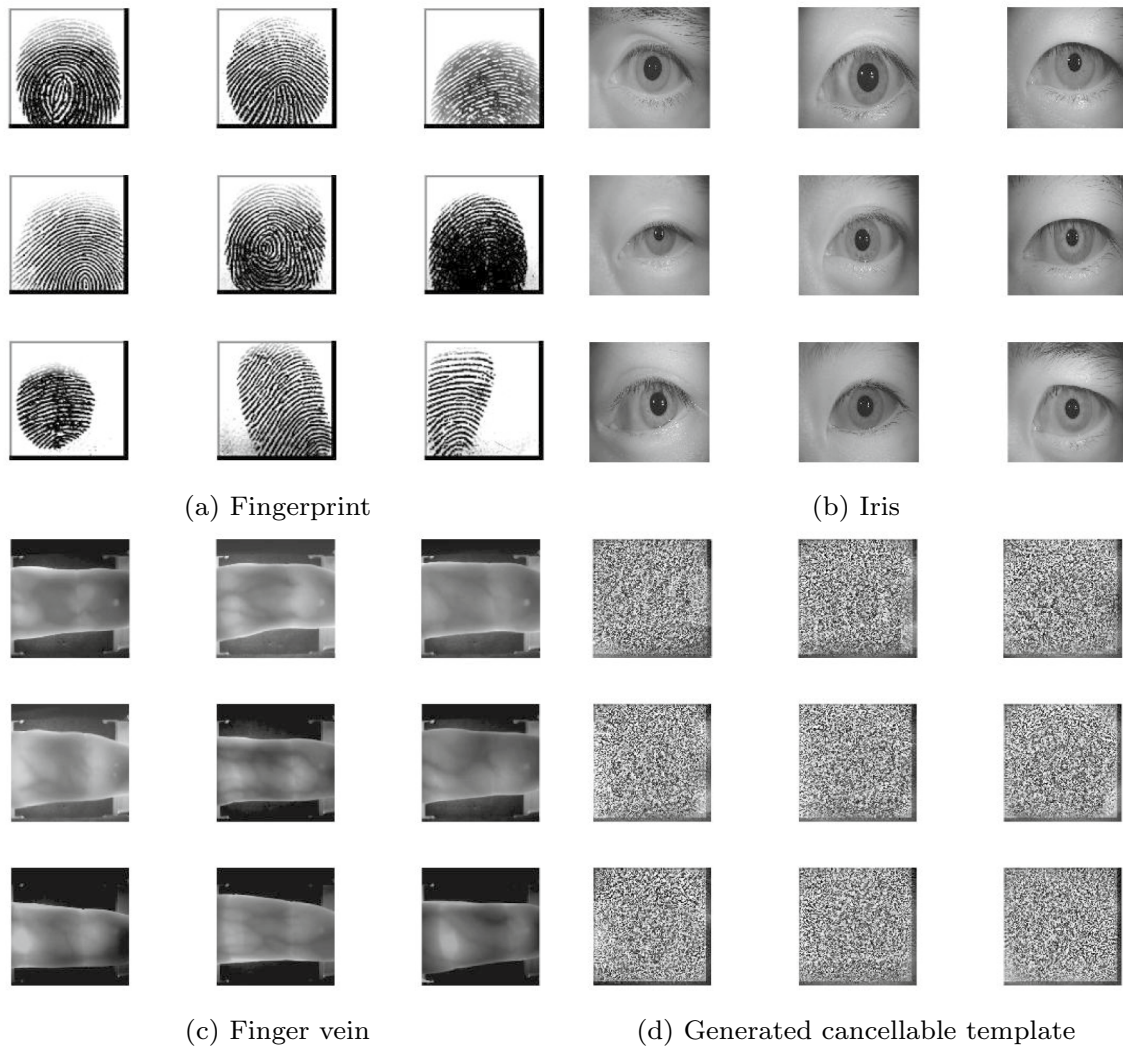 (a) Fingerprint
(b) Iris
(c) Finger vein
(d) Generated cancellable template